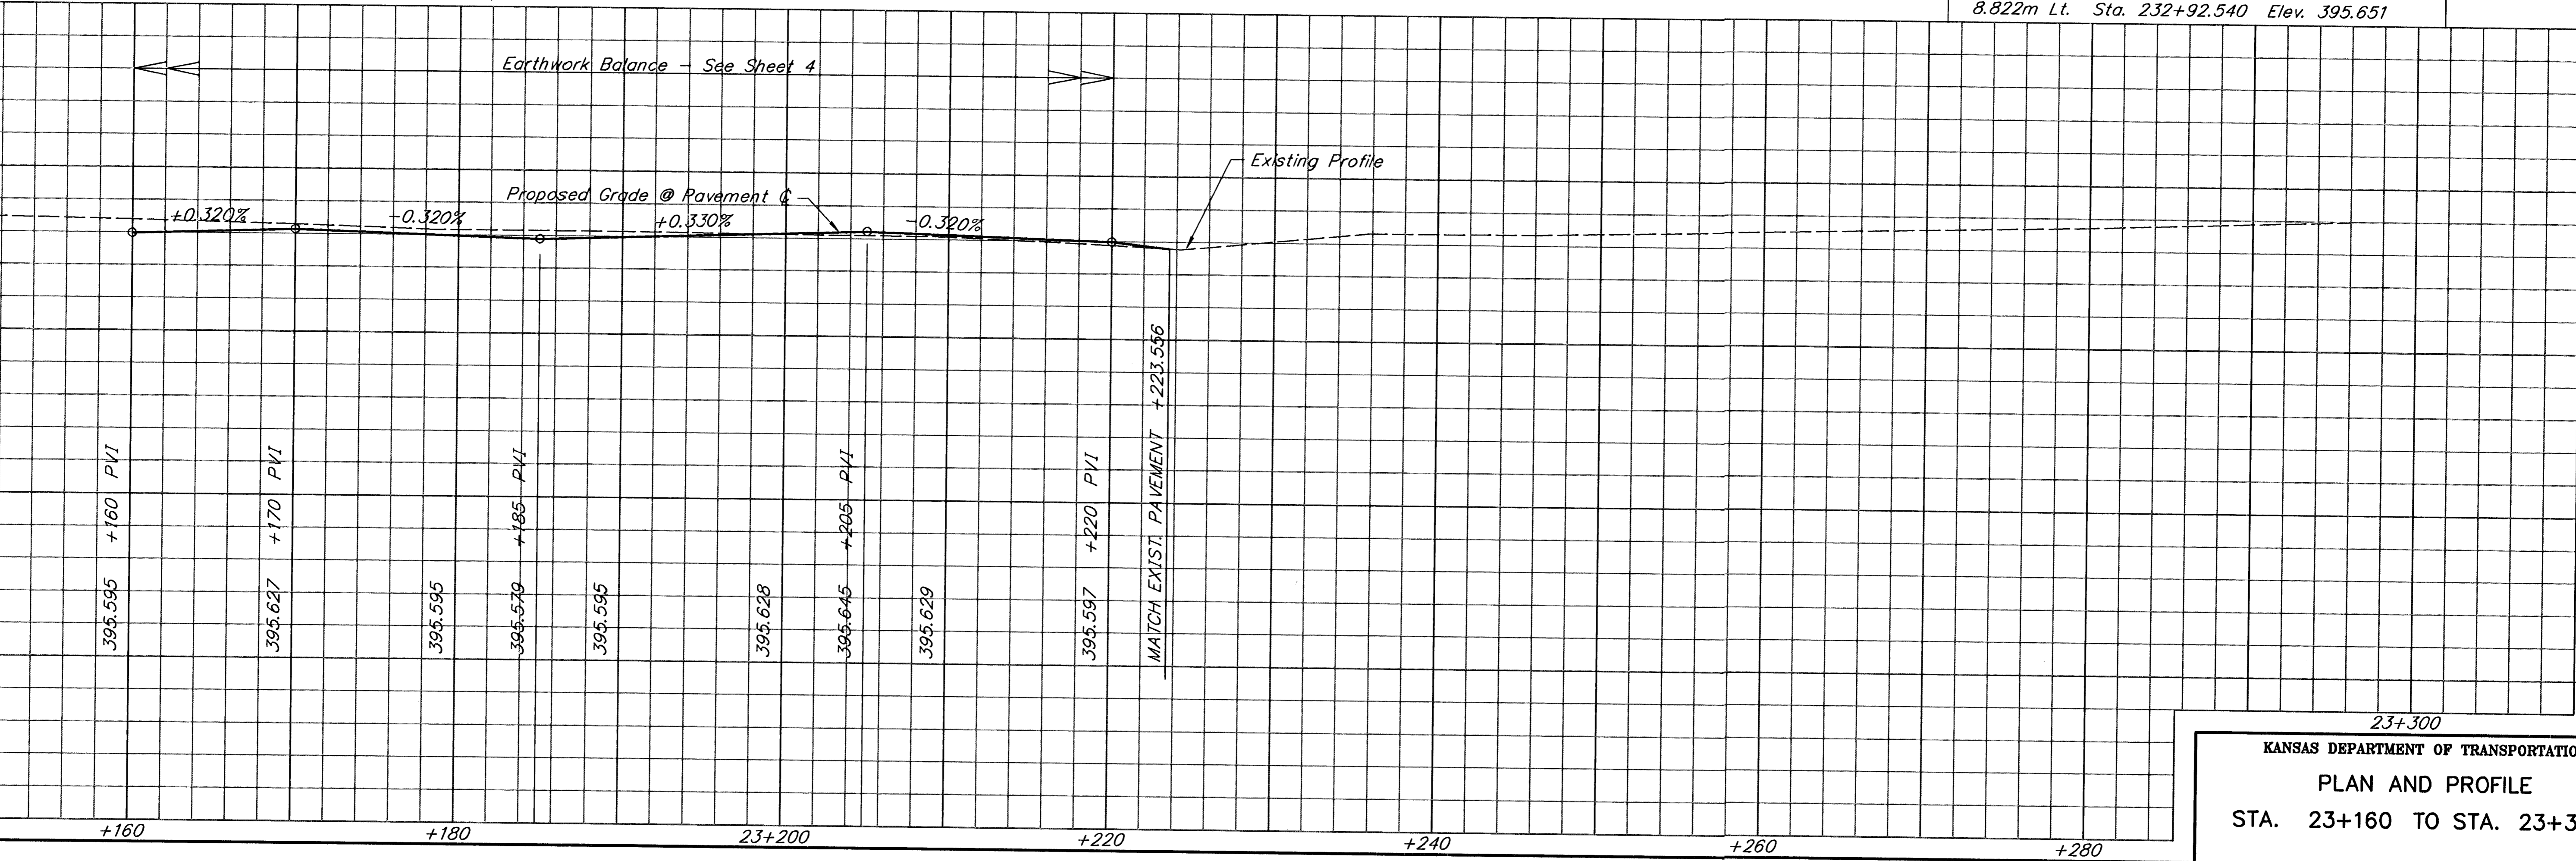 8.822m Lt. Sta. 232+92.540 Elev. 395.651
Earthwork Balance - See Sheet 4
Existing Profile
Proposed Grade @ Pavement ℄
+0.320%
-0.320%
+0.330%
-0.320%
395.595 +160 PVI
395.627 +170 PVI
395.595
395.579 +185 PVI
395.595
395.628
395.645 +205 PVI
395.629
395.597 +220 PVI
MATCH EXIST. PAVEMENT +223.556
23+300
KANSAS DEPARTMENT OF TRANSPORTATIO
PLAN AND PROFILE
STA. 23+160 TO STA. 23+3
+160
+180
23+200
+220
+240
+260
+280